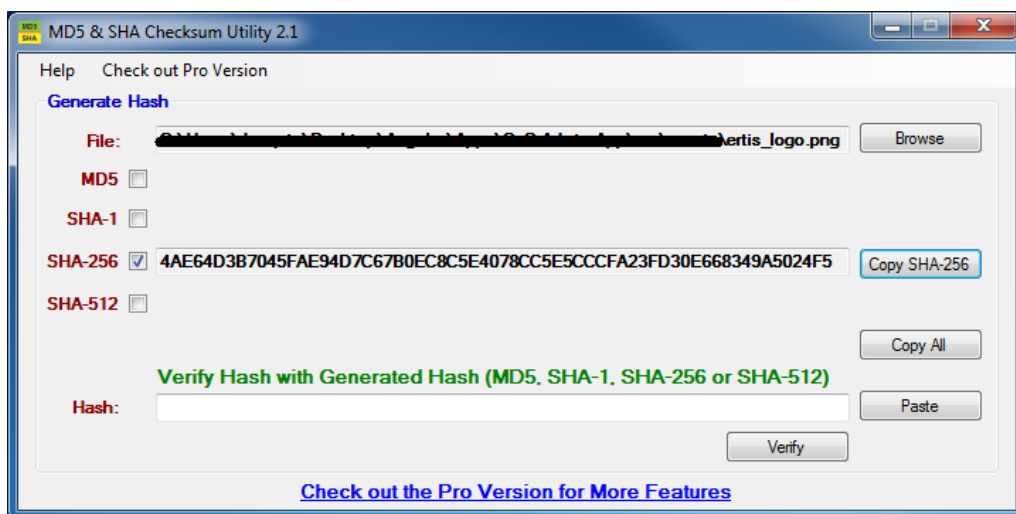 MD5 SHA MD5 & SHA Checksum Utility 2.1
Help Check out Pro Version
Generate Hash
File: \ertis_logo.png Browse
MD5
SHA-1
SHA-256 4AE64D3B7045FAE94D7C67B0EC8C5E4078CC5E5CCCFA23FD30E668349A5024F5 Copy SHA-256
SHA-512
Copy All
Verify Hash with Generated Hash (MD5, SHA-1, SHA-256 or SHA-512)
Hash: Paste
Verify
Check out the Pro Version for More Features